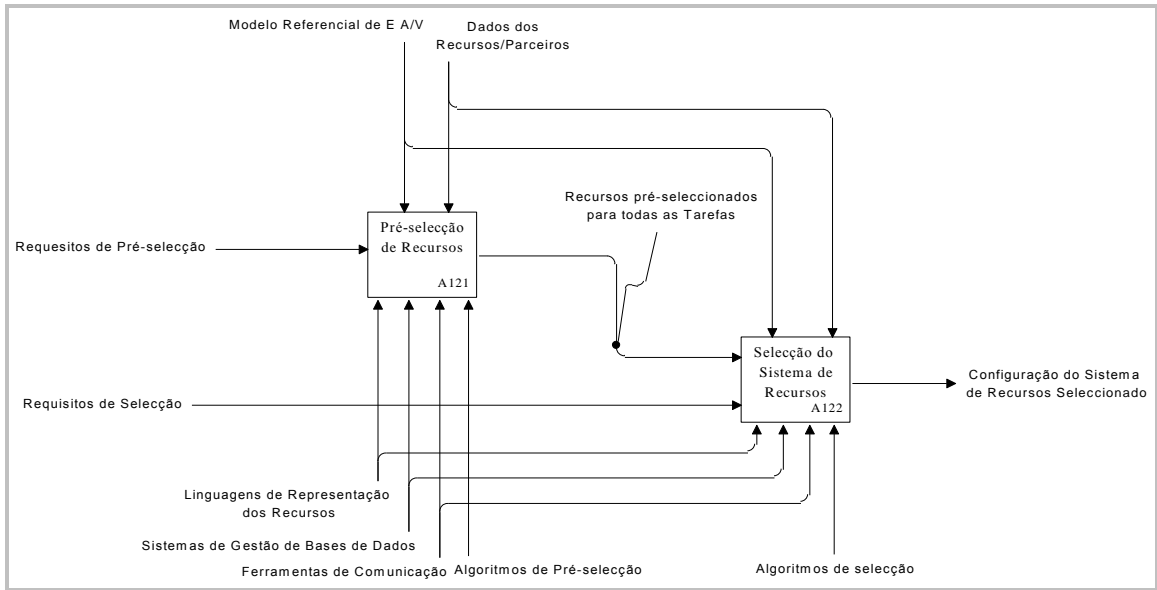 Modelo Referencial de E A/V
Dados dos
Recursos/Parceiros
Recursos pré-seleccionados
para todas as Tarefas
Pré-selecção
de Recursos
A121
Requesitos de Pré-selecção
Selecção do
Sistema de
Recursos
A122
Configuração do Sistema
de Recursos Seleccionado
Requisitos de Selecção
Linguagens de Representação
dos Recursos
Sistemas de Gestão de Bases de Dados
Ferramentas de Comunicação
Algoritmos de Pré-selecção
Algoritmos de selecção